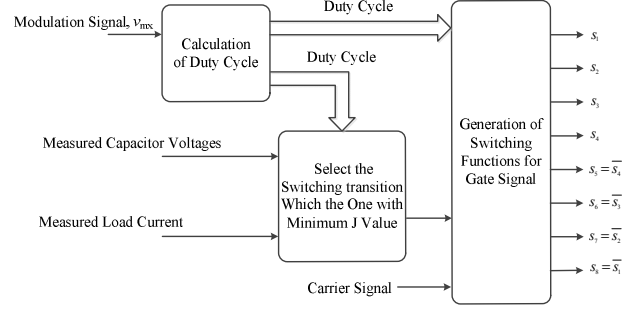 Modulation Signal, vmx
Calculation
of Duty Cycle
Duty Cycle
Duty Cycle
Measured Capacitor Voltages
Measured Load Current
Select the
Switching transition
Which the One with
Minimum J Value
Carrier Signal
Generation of
Switching
Functions for
Gate Signal
s₁
s₂
s₃
s₄
s₅ = s̅₄
s₆ = s̅₃
s₇ = s̅₂
s₈ = s̅₁